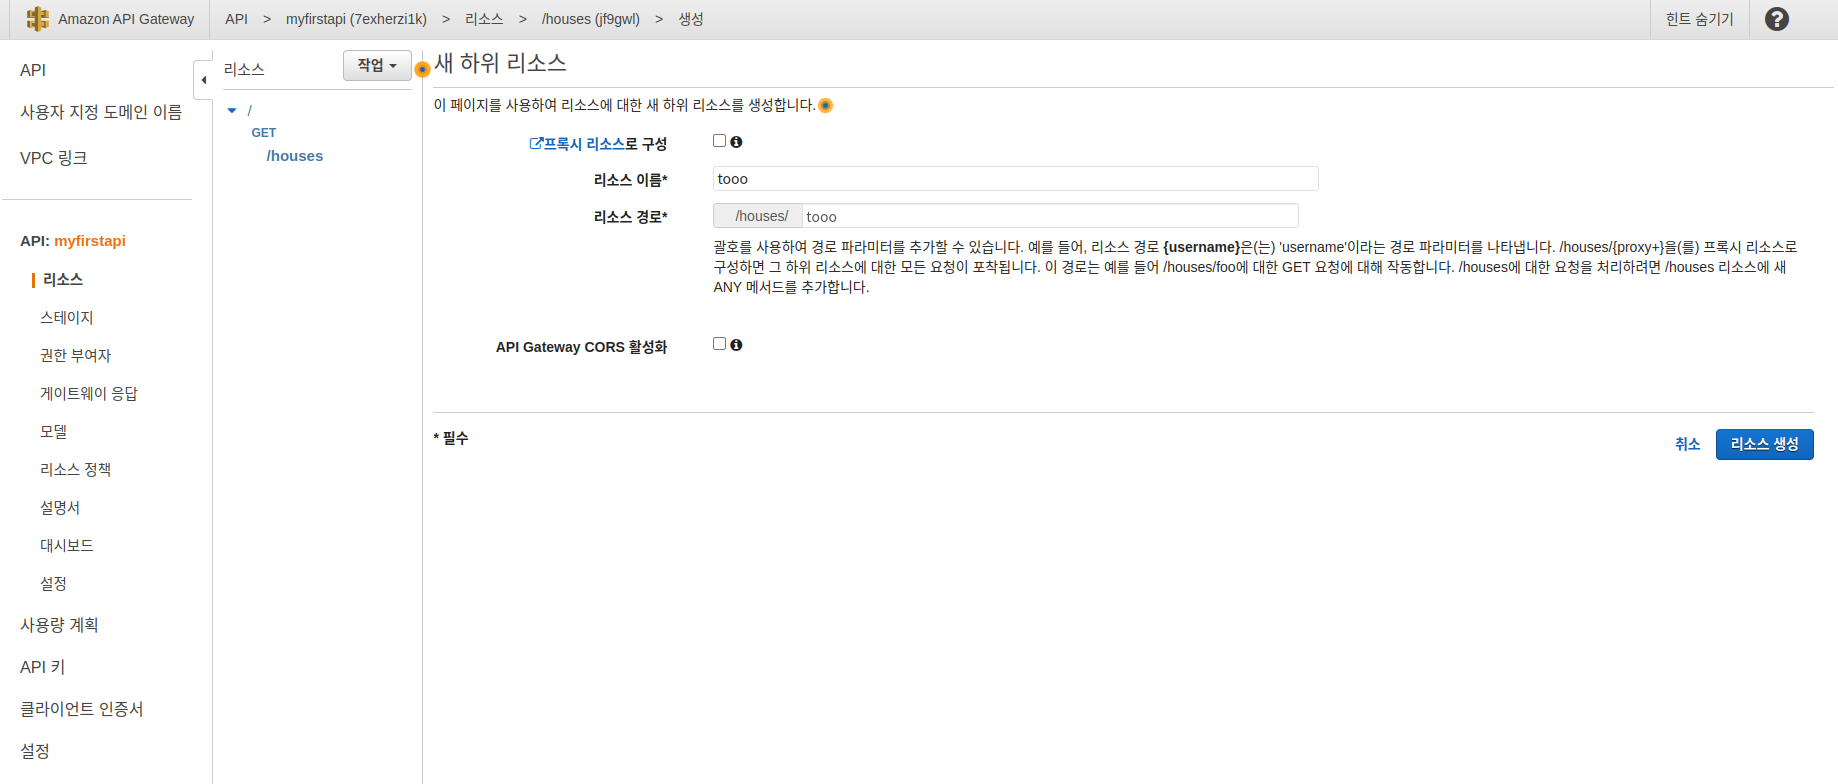 Amazon API Gateway
API > myfirstapi (7exherzi1k) > 리소스 > /houses (jf9gwl) > 생성
힌트 숨기기
?
API
사용자 지정 도메인 이름
VPC 링크
API: myfirstapi
리소스
스테이지
권한 부여자
게이트웨이 응답
모델
리소스 정책
설명서
대시보드
설정
사용량 계획
API 키
클라이언트 인증서
설정
리소스
작업
/
GET
/houses
새 하위 리소스
이 페이지를 사용하여 리소스에 대한 새 하위 리소스를 생성합니다.
프록시 리소스로 구성
리소스 이름* tooo
리소스 경로* /houses/ tooo
괄호를 사용하여 경로 파라미터를 추가할 수 있습니다. 예를 들어, 리소스 경로 {username}은(는) 'username'이라는 경로 파라미터를 나타냅니다. /houses/{proxy+}을(를) 프록시 리소스로
구성하면 그 하위 리소스에 대한 모든 요청이 포착됩니다. 이 경로는 예를 들어 /houses/foo에 대한 GET 요청에 대해 작동합니다. /houses에 대한 요청을 처리하려면 /houses 리소스에 새
ANY 메서드를 추가합니다.
API Gateway CORS 활성화
* 필수
취소
리소스 생성